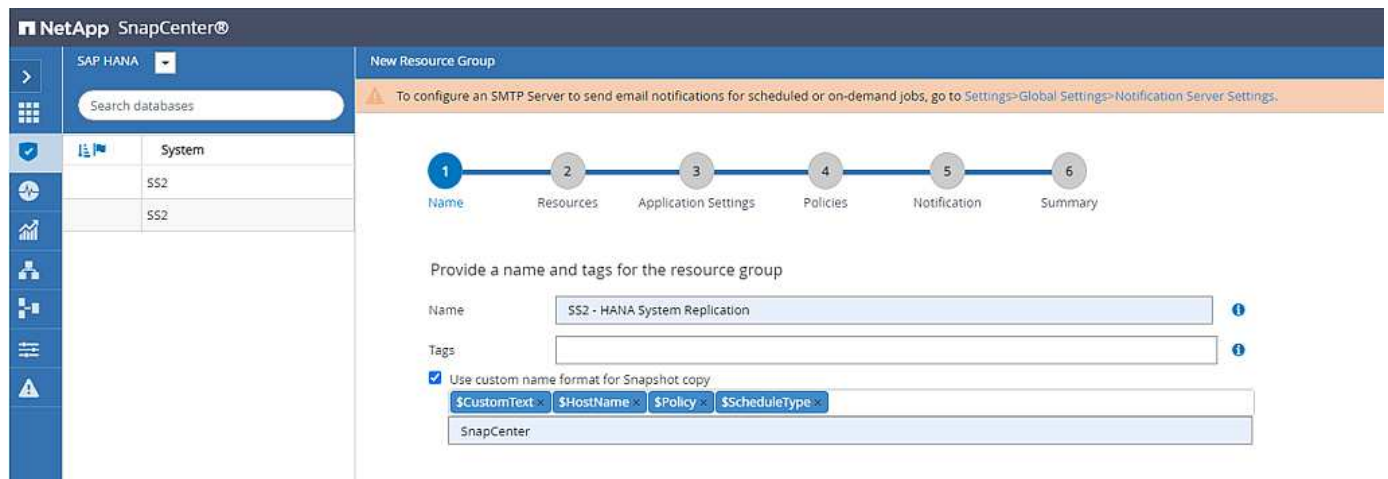 NetApp SnapCenter®
SAP HANA
New Resource Group
Search databases
To configure an SMTP Server to send email notifications for scheduled or on-demand jobs, go to Settings>Global Settings>Notification Server Settings.
System
SS2
SS2
1 2 3 4 5 6
Name Resources Application Settings Policies Notification Summary
Provide a name and tags for the resource group
Name SS2 - HANA System Replication
Tags
Use custom name format for Snapshot copy
$CustomText × $HostName × $Policy × $ScheduleType ×
SnapCenter